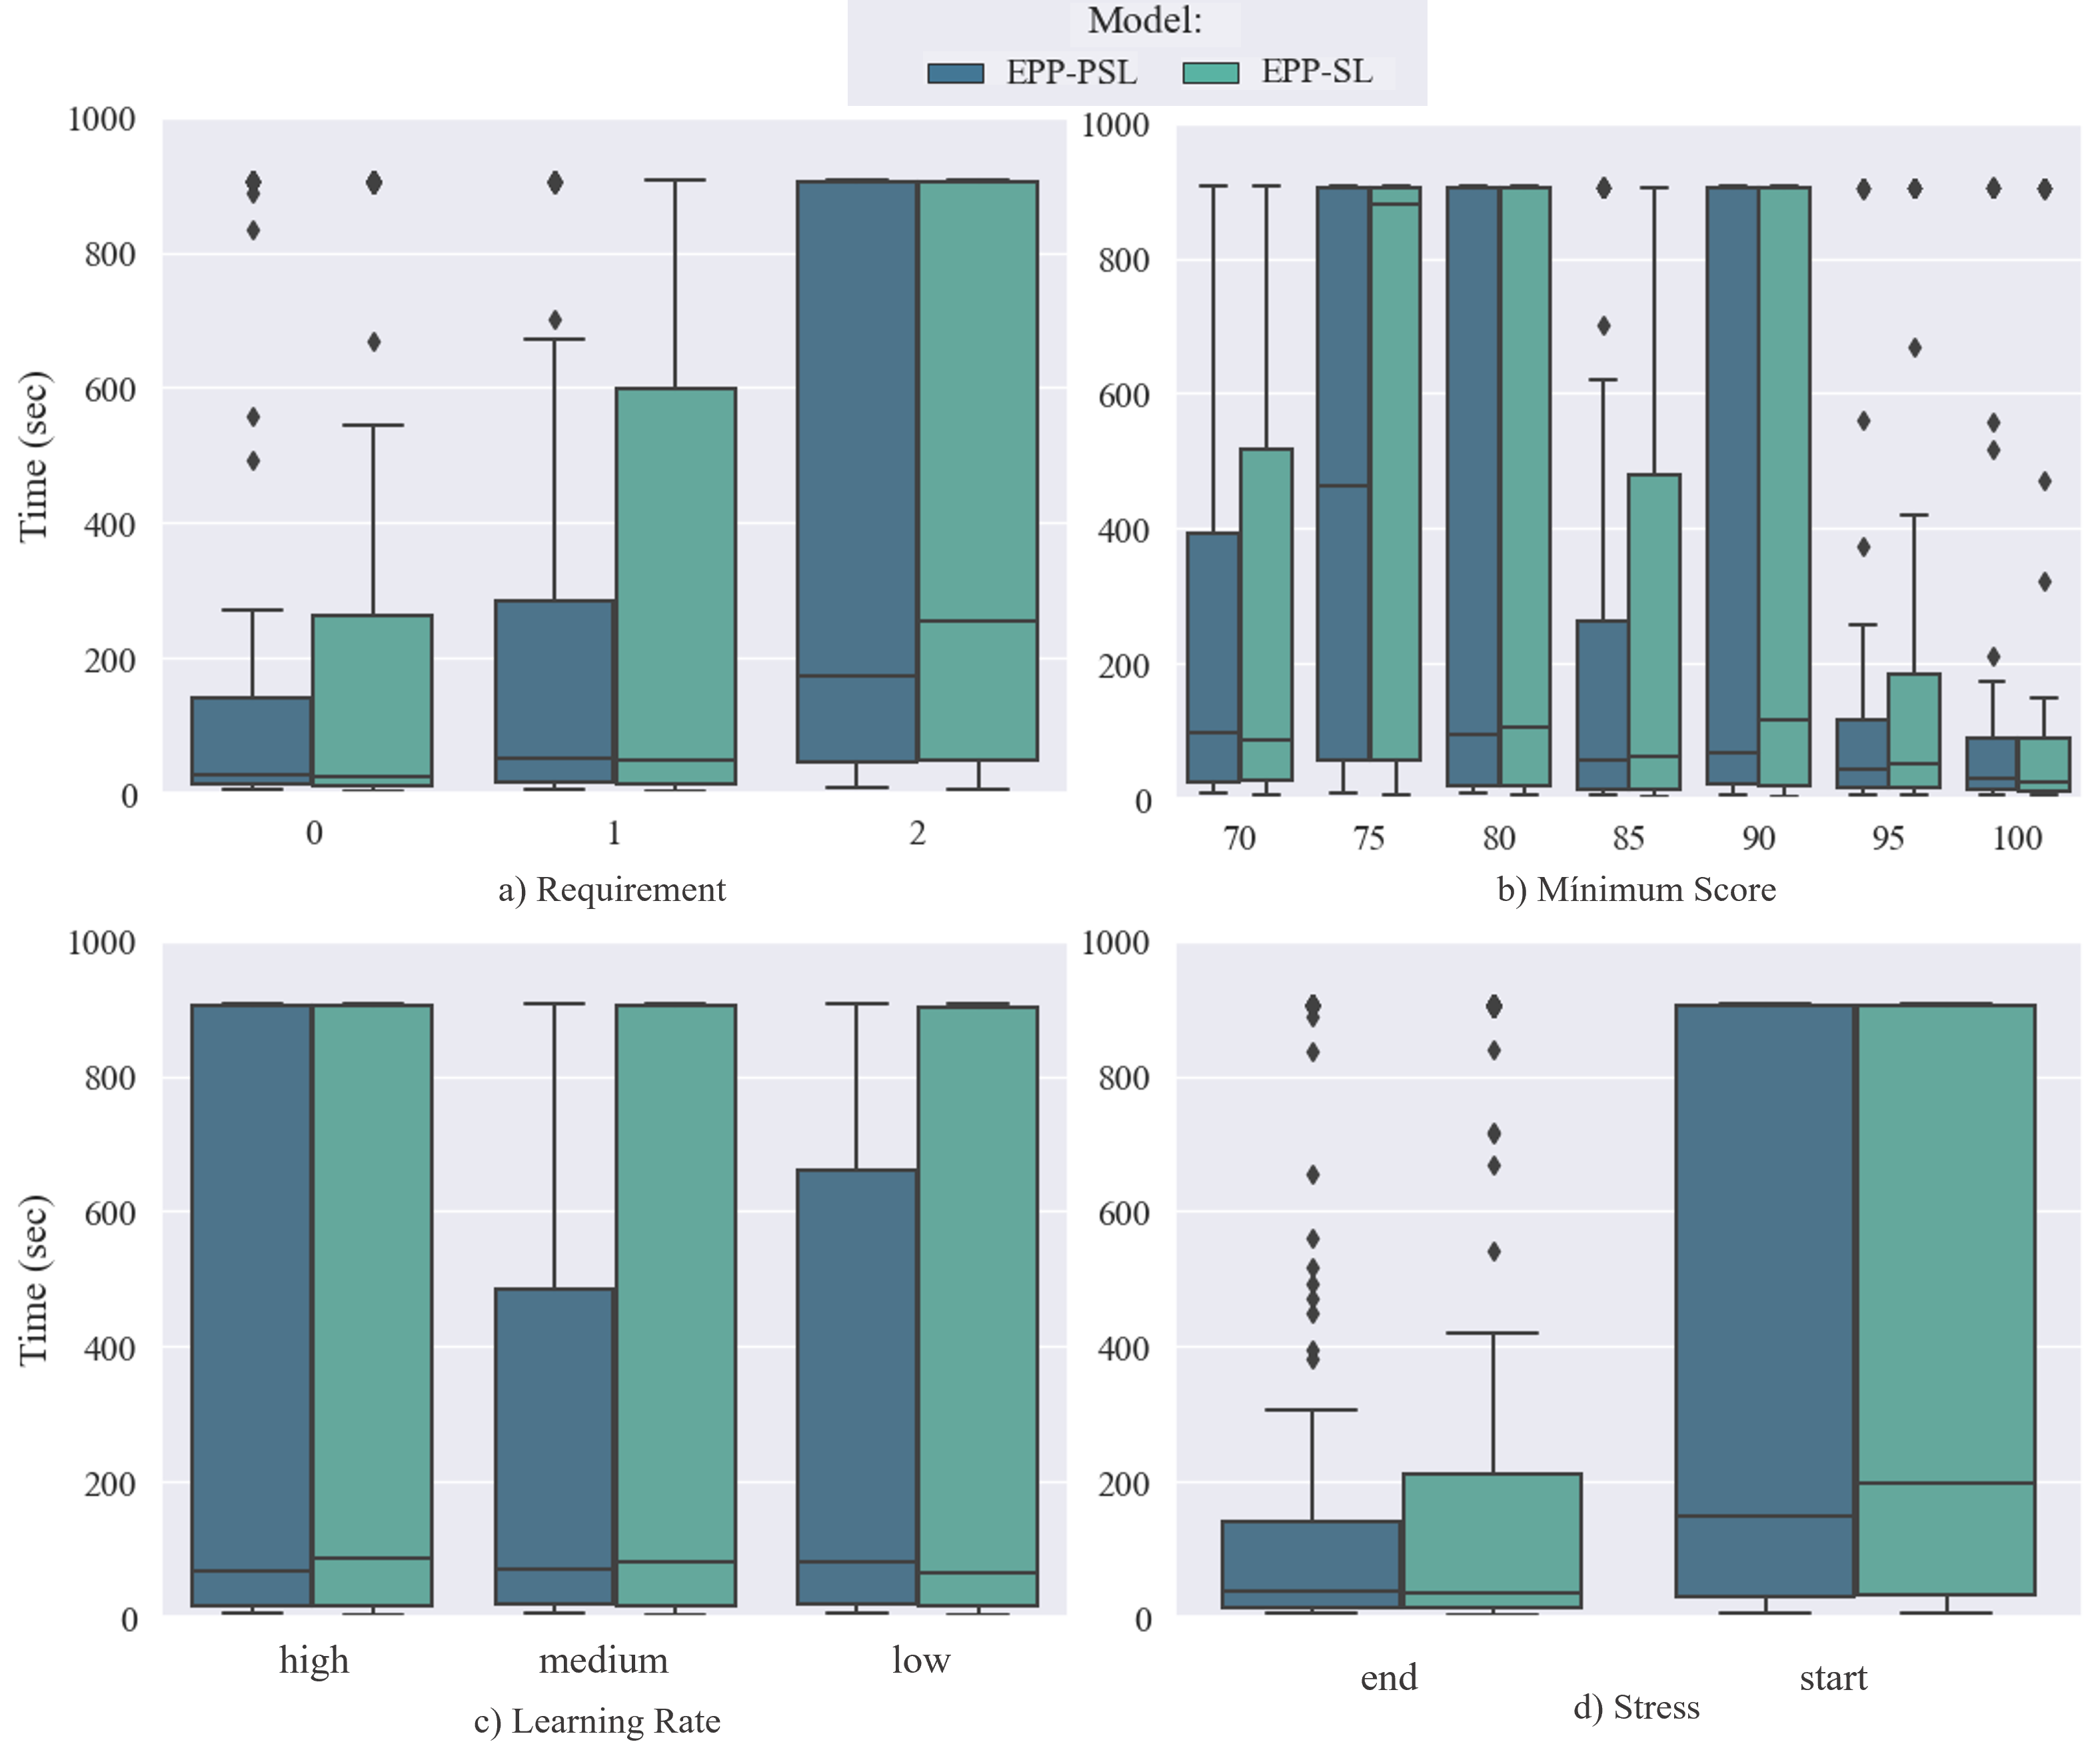 Model:
EPP-PSL EPP-SL
1000
800
600
400
200
0
Time (sec)
0 1 2
a) Requirement
1000
800
600
400
200
0
70 75 80 85 90 95 100
b) Mínimum Score
1000
800
600
400
200
0
Time (sec)
high medium low
c) Learning Rate
1000
800
600
400
200
0
end start
d) Stress